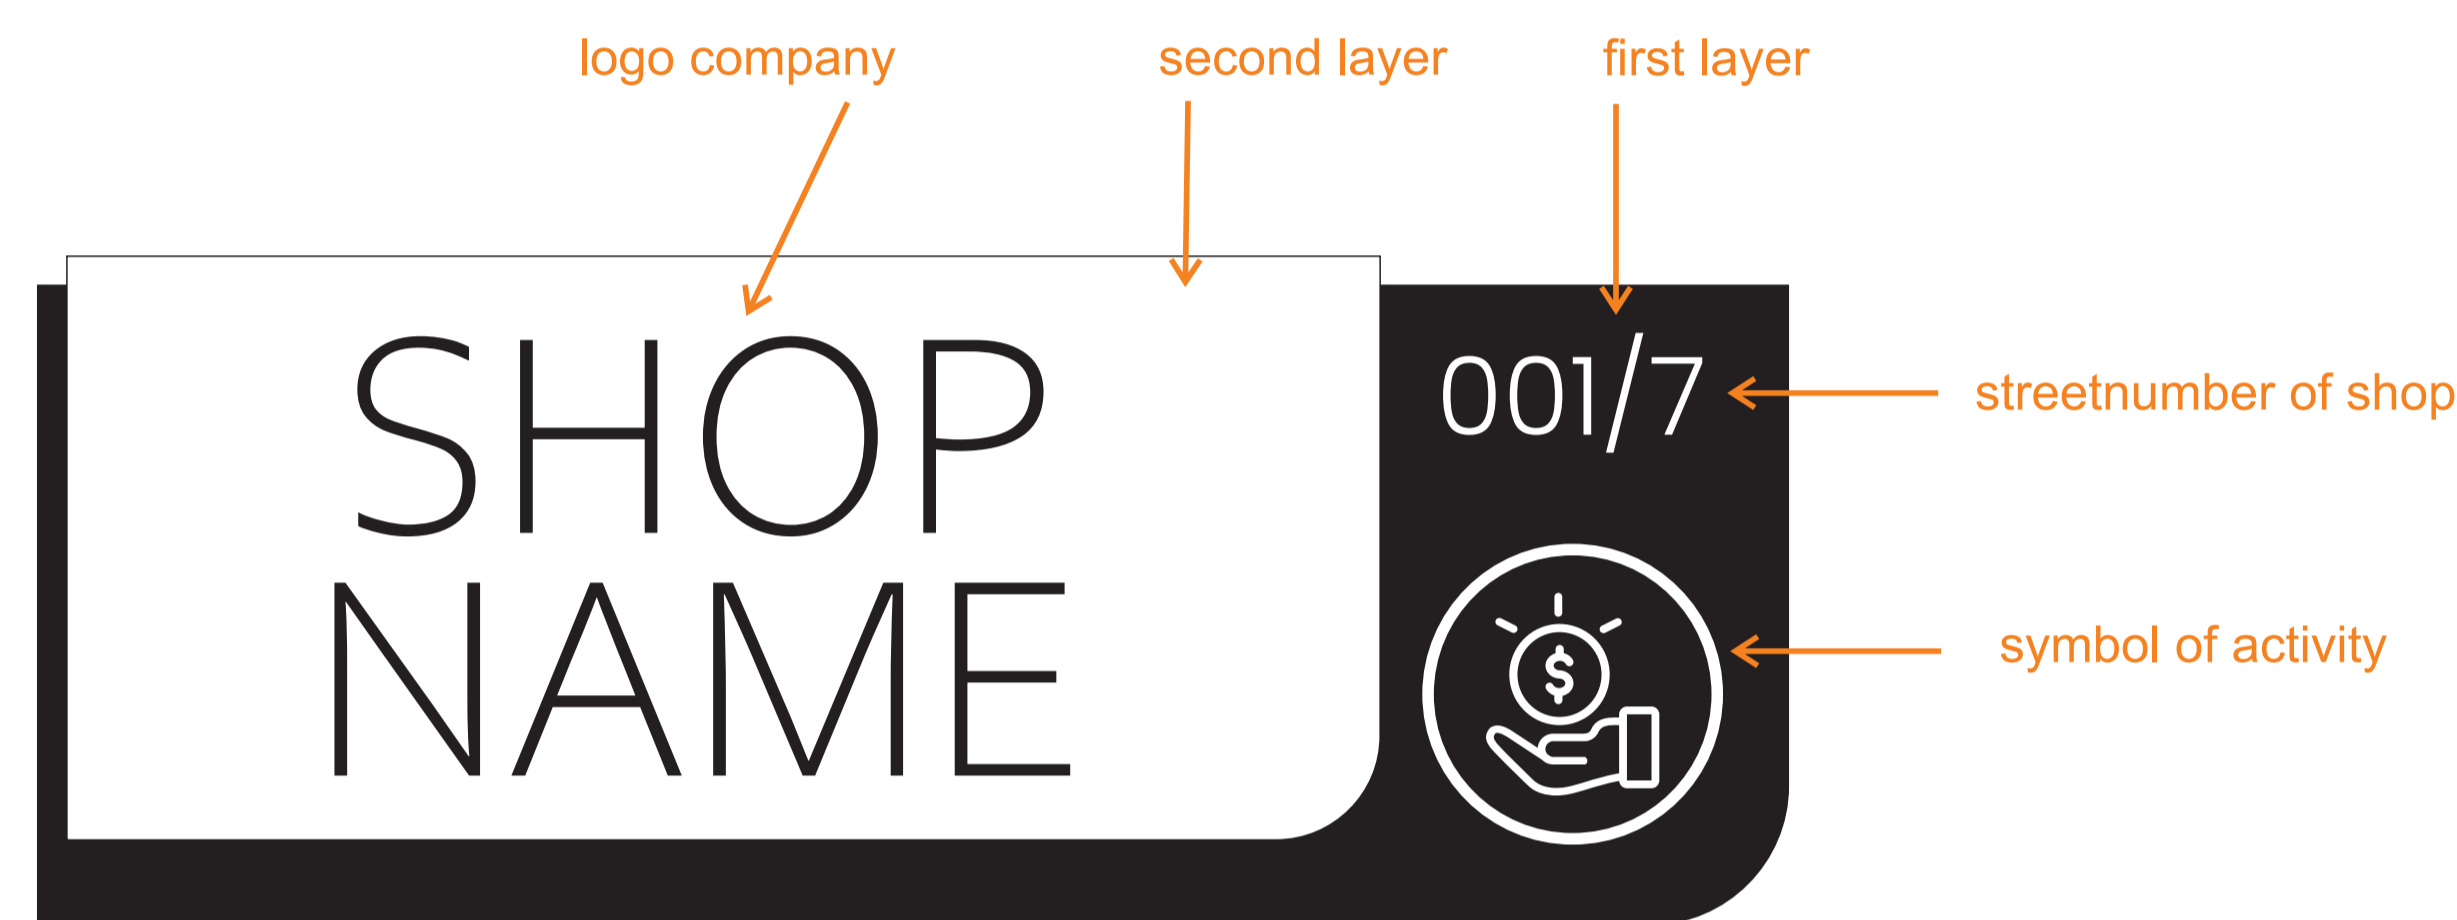 logo company
second layer
first layer
SHOP
NAME
001/7
streetnumber of shop
$
symbol of activity